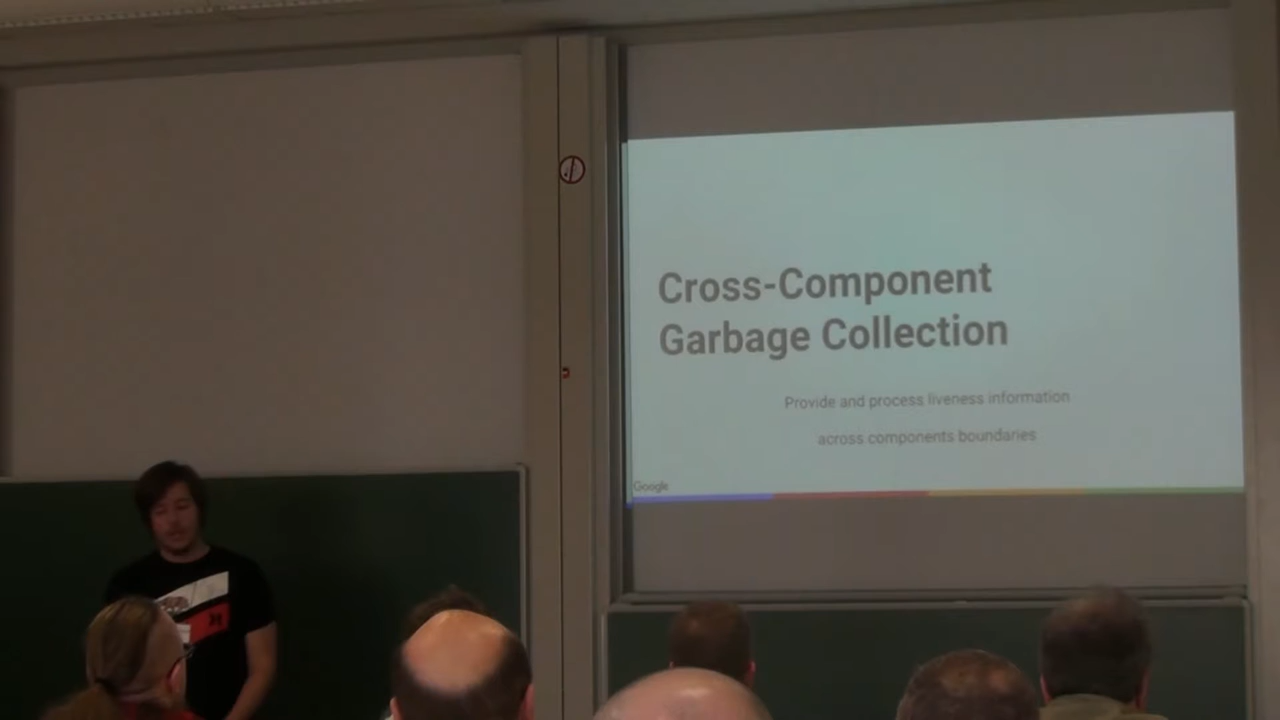 Cross-Component
Garbage Collection
Provide and process liveness information
across components boundaries
Google